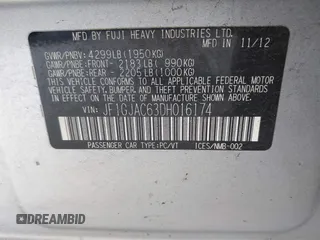 MFD. BY FUJI HEAVY INDUSTRIES LTD.
MFD. IN JAPAN 11/12
GVWR/PNBV: 4299LB(1950KG)
GAWR/PNBE:FRONT- 2183LB( 990KG)
GAWR/PNBE:REAR - 2205LB(1000KG)
THIS VEHICLE CONFORMS TO ALL APPLICABLE
FEDERAL MOTOR VEHICLE SAFETY, BUMPER, AND
THEFT PREVENTION STANDARDS IN EFFECT ON THE
DATE OF MANUFACTURE SHOWN ABOVE.
VIN: JF1GJAC63DH016174
PASSENGER CAR TYPE:PC/VT ICES/NMB-002
DREAMBID